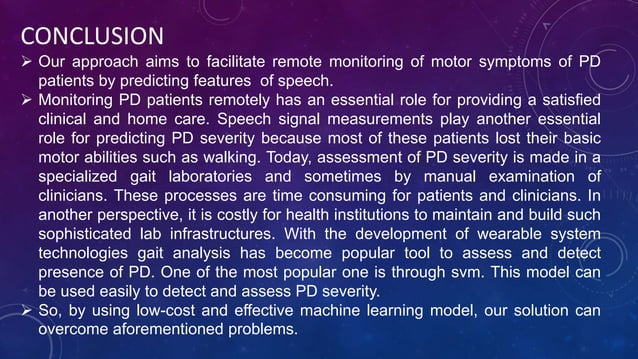 CONCLUSION
➢ Our approach aims to facilitate remote monitoring of motor symptoms of PD
patients by predicting features of speech.
➢ Monitoring PD patients remotely has an essential role for providing a satisfied
clinical and home care. Speech signal measurements play another essential
role for predicting PD severity because most of these patients lost their basic
motor abilities such as walking. Today, assessment of PD severity is made in a
specialized gait laboratories and sometimes by manual examination of
clinicians. These processes are time consuming for patients and clinicians. In
another perspective, it is costly for health institutions to maintain and build such
sophisticated lab infrastructures. With the development of wearable system
technologies gait analysis has become popular tool to assess and detect
presence of PD. One of the most popular one is through svm. This model can
be used easily to detect and assess PD severity.
➢ So, by using low-cost and effective machine learning model, our solution can
overcome aforementioned problems.